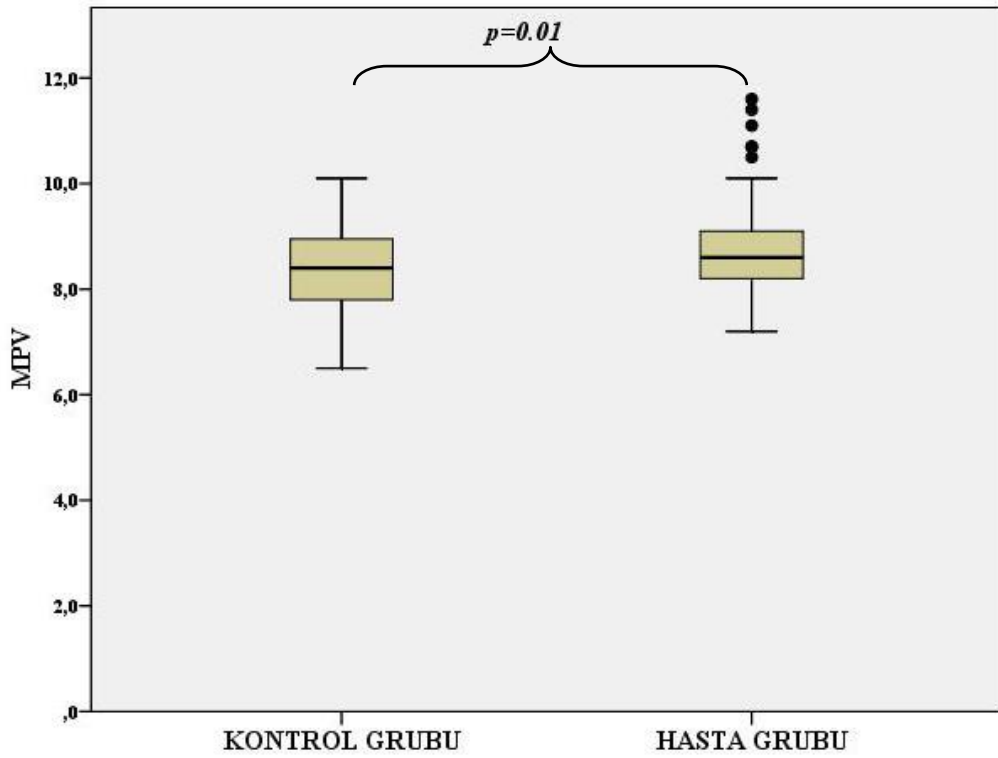 p=0.01
12,0
10,0
8,0
6,0
4,0
2,0
,0
MPV
KONTROL GRUBU
HASTA GRUBU